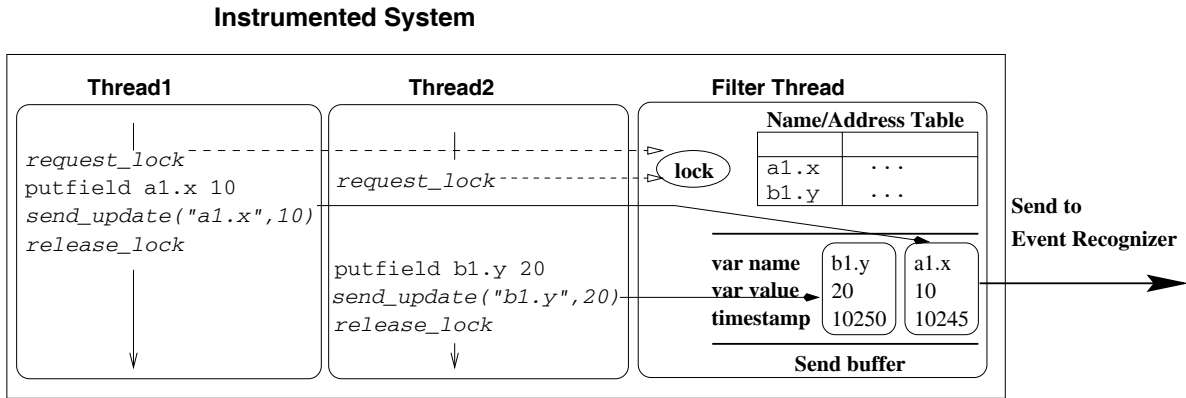 Instrumented System
Thread1
request_lock
putfield a1.x 10
send_update("a1.x",10)
release_lock
Thread2
request_lock
putfield b1.y 20
send_update("b1.y",20)
release_lock
Filter Thread
Name/Address Table
lock
a1.x ...
b1.y ...
var name b1.y a1.x
var value 20 10
timestamp 10250 10245
Send buffer
Send to
Event Recognizer